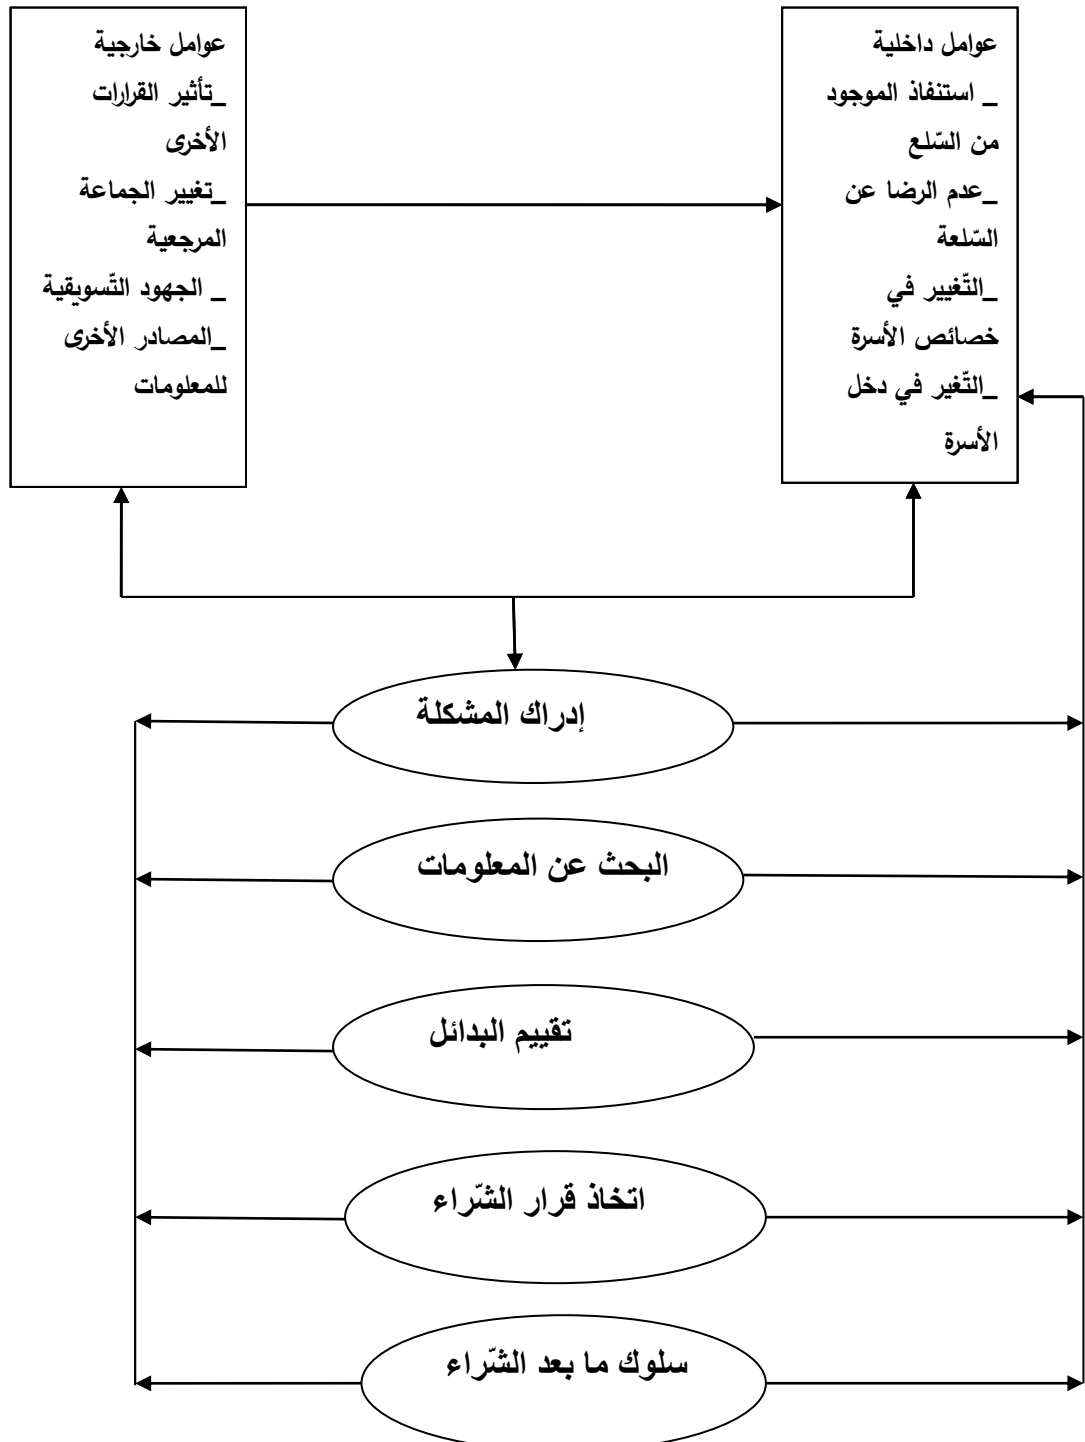 عوامل داخلية
_ استنفاذ الموجود
من السّلع
_عدم الرضا عن
السّلعة
_التّغيير في
خصائص الأسرة
_التّغير في دخل
الأسرة
عوامل خارجية
_تأثير القرارات
الأخرى
_تغيير الجماعة
المرجعية
_ الجهود التّسويقية
_المصادر الأخرى
للمعلومات
إدراك المشكلة
البحث عن المعلومات
تقييم البدائل
اتخاذ قرار الشّراء
سلوك ما بعد الشّراء